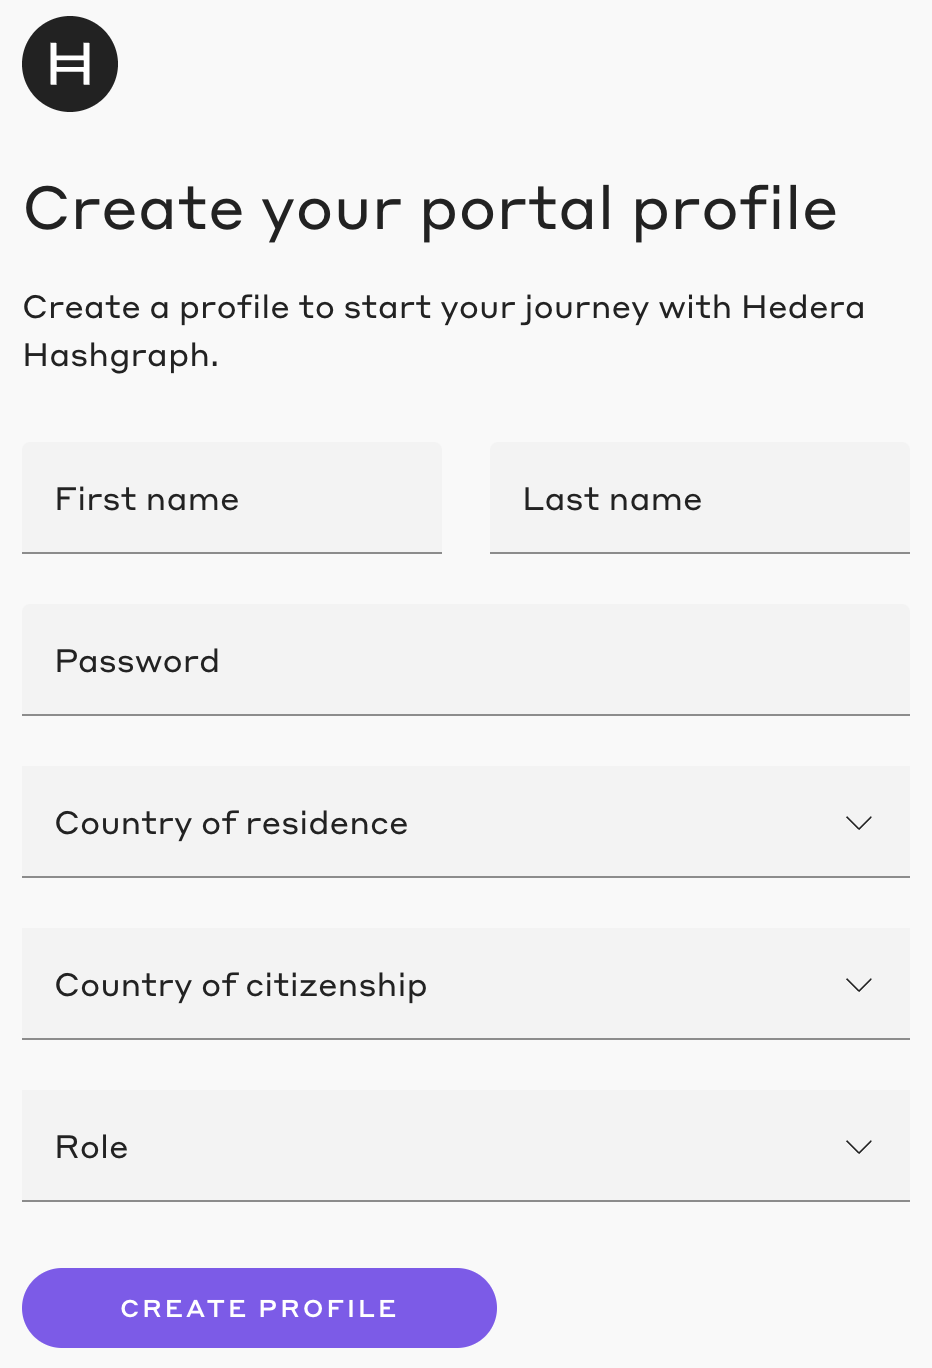 H
Create your portal profile
Create a profile to start your journey with Hedera
Hashgraph.
First name
Last name
Password
Country of residence
Country of citizenship
Role
CREATE PROFILE